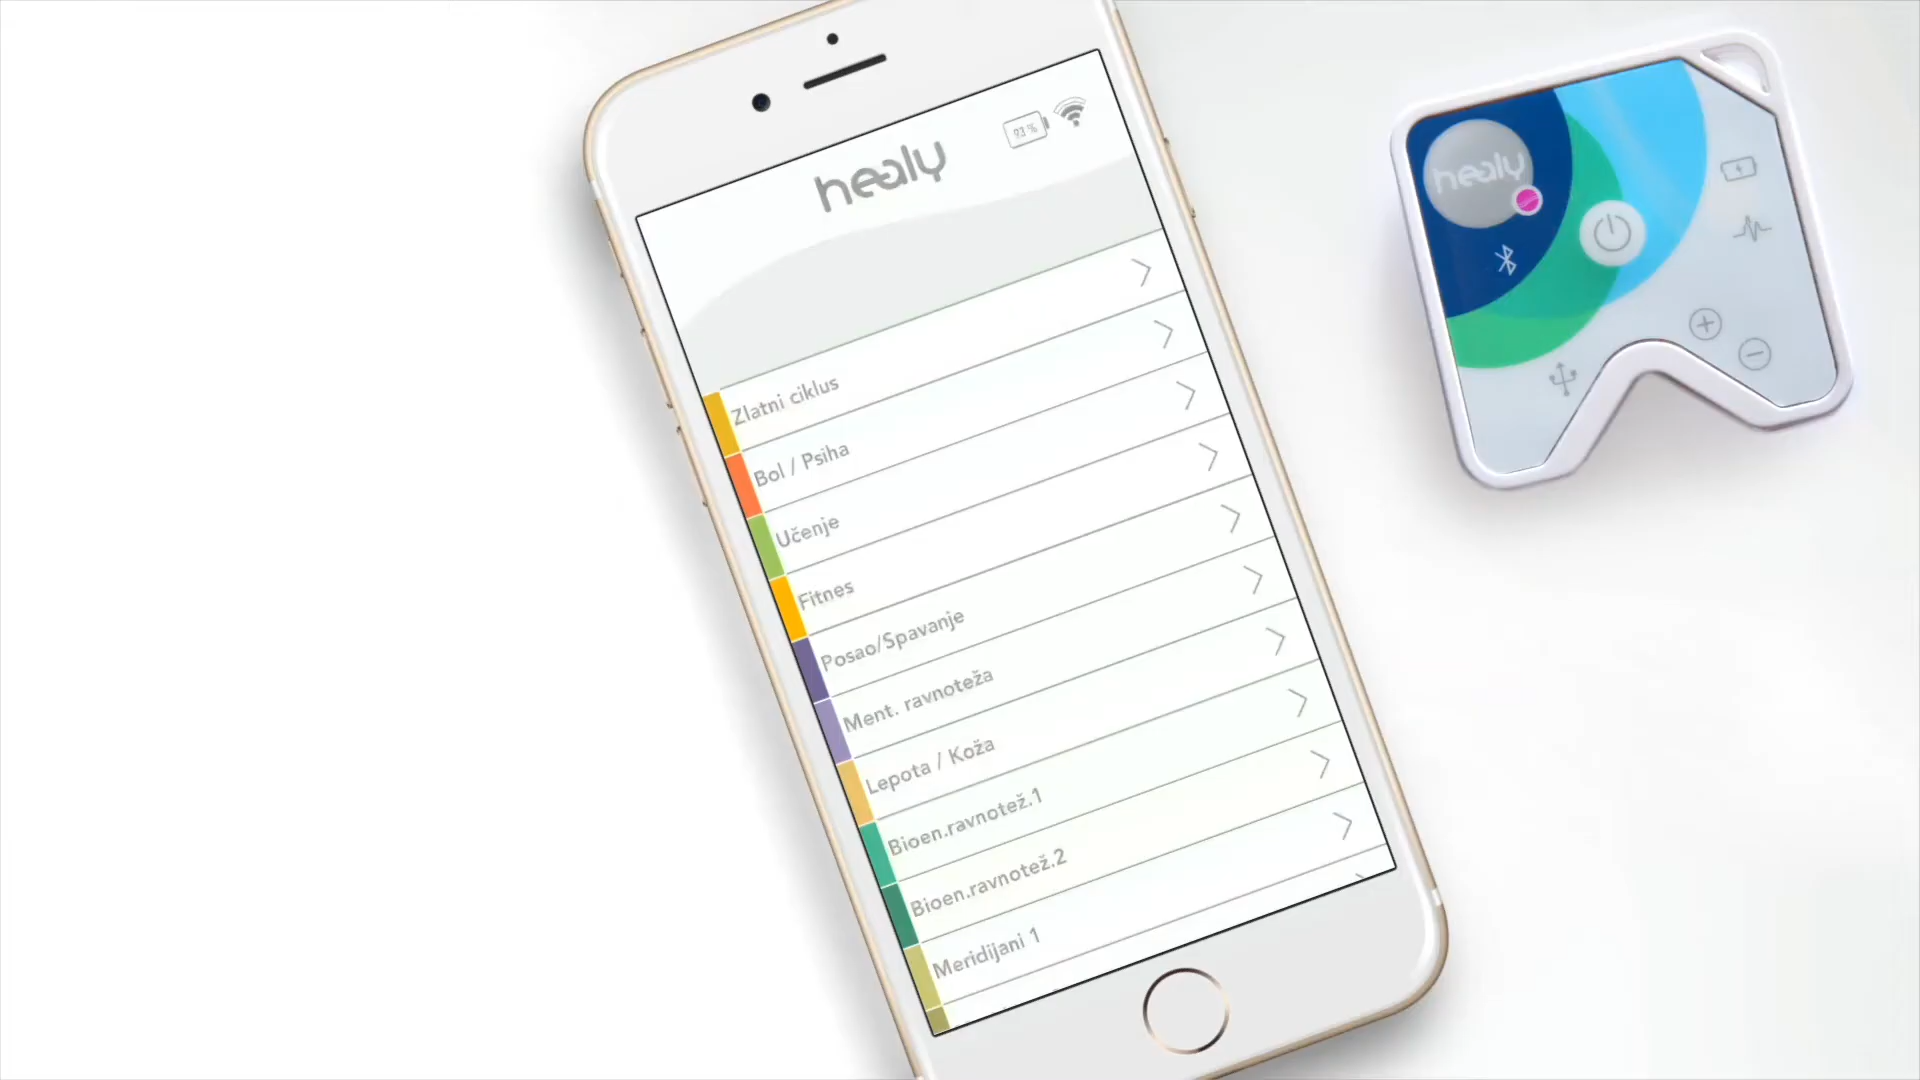 healy
93 %
Zlatni ciklus
Bol / Psiha
Učenje
Fitnes
Posao/Spavanje
Ment. ravnoteža
Lepota / Koža
Bioen.ravnotež.1
Bioen.ravnotež.2
Meridijani 1
healy